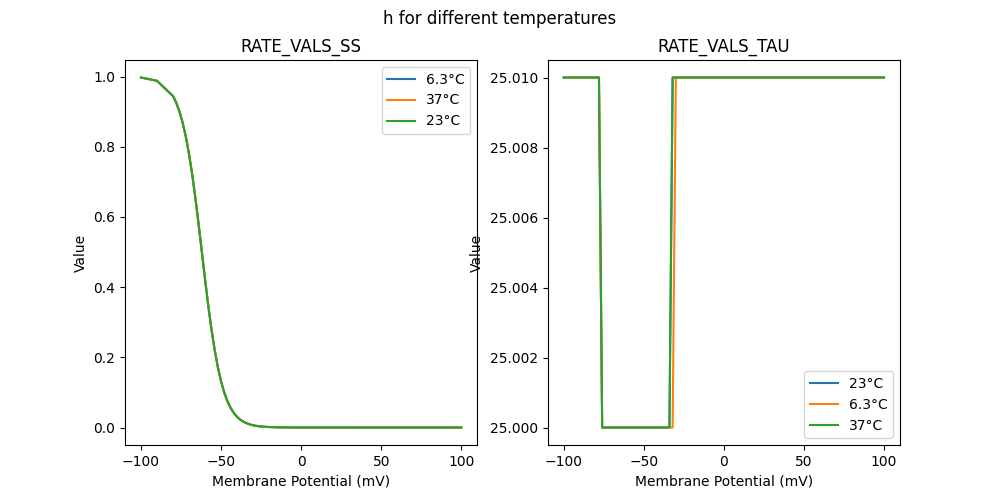 h for different temperatures
RATE_VALS_SS
1.0
0.8
0.6
0.4
0.2
0.0
Value
−100
−50
0
50
100
Membrane Potential (mV)
6.3°C
37°C
23°C
RATE_VALS_TAU
25.010
25.008
25.006
25.004
25.002
25.000
Value
−100
−50
0
50
100
Membrane Potential (mV)
23°C
6.3°C
37°C